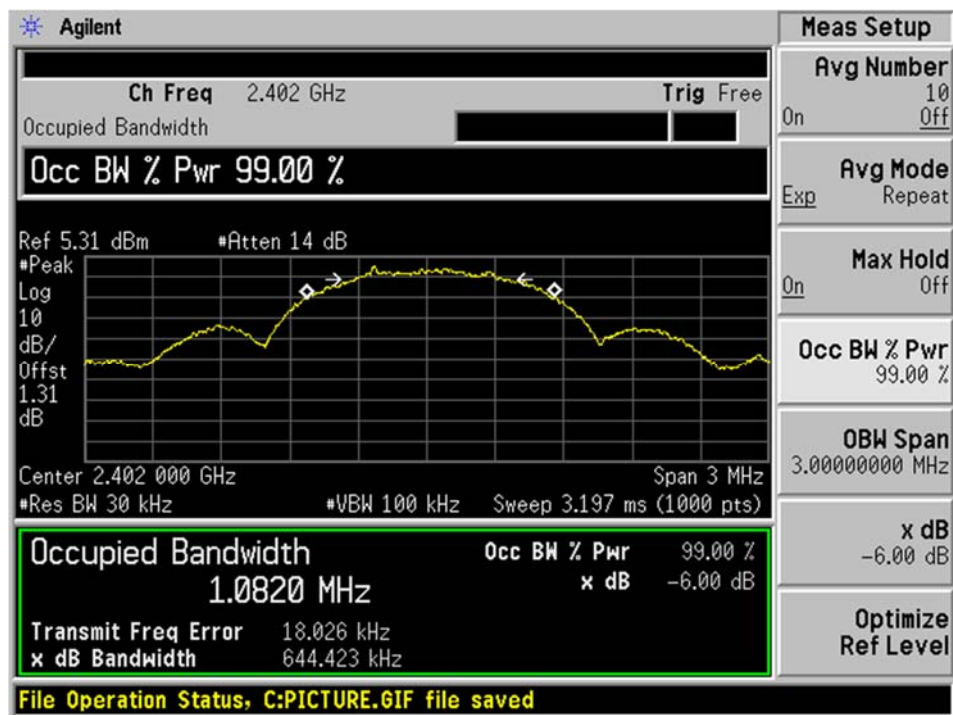 Agilent
Meas Setup
Ch Freq 2.402 GHz Trig Free
Occupied Bandwidth
Occ BW % Pwr 99.00 %
Ref 5.31 dBm #Atten 14 dB
#Peak
Log
10
dB/
Offst
1.31
dB
Center 2.402 000 GHz Span 3 MHz
#Res BW 30 kHz #VBW 100 kHz Sweep 3.197 ms (1000 pts)
Occupied Bandwidth Occ BW % Pwr 99.00 %
1.0820 MHz x dB -6.00 dB
Transmit Freq Error 18.026 kHz
x dB Bandwidth 644.423 kHz
File Operation Status, C:PICTURE.GIF file saved
Avg Number
10
On Off
Avg Mode
Exp Repeat
Max Hold
On Off
Occ BW % Pwr
99.00 %
OBW Span
3.00000000 MHz
x dB
-6.00 dB
Optimize
Ref Level